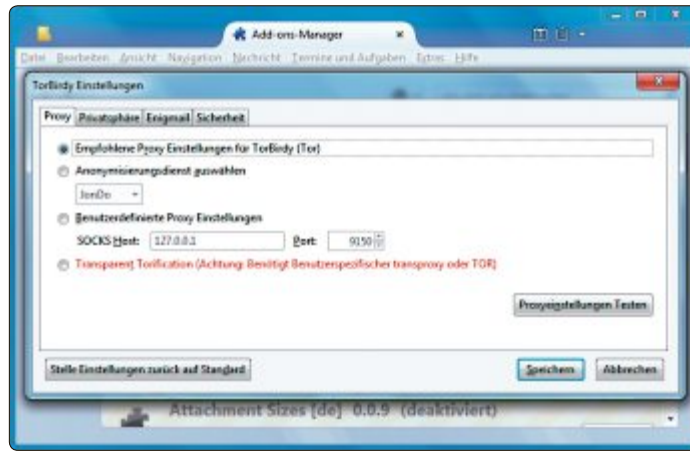 Add-ons-Manager
Datei Bearbeiten Ansicht Navigation Nachricht Termine und Aufgaben Extras Hilfe
TorBirdy Einstellungen
Proxy Privatsphäre Enigmail Sicherheit
Empfohlene Proxy Einstellungen für TorBirdy (Tor)
Anonymisierungsdienst auswählen
JonDo
Benutzerdefinierte Proxy Einstellungen
SOCKS Host: 127.0.0.1 Port: 9150
Transparent Torification (Achtung: Benötigt Benutzerspezifischer transproxy oder TOR)
Proxyeigstellungen Testen
Stelle Einstellungen zurück auf Standard Speichern Abbrechen
Attachment Sizes [de] 0.0.9 (deaktiviert)